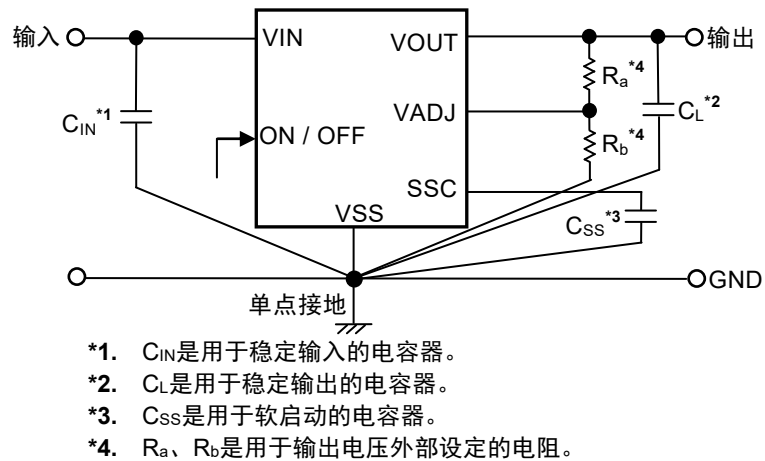 输入
VIN
VOUT
输出
Ra*4
CIN*1
VADJ
CL*2
ON / OFF
Rb*4
SSC
VSS
CSS*3
GND
单点接地
*1. CIN是用于稳定输入的电容器。
*2. CL是用于稳定输出的电容器。
*3. CSS是用于软启动的电容器。
*4. Ra、Rb是用于输出电压外部设定的电阻。